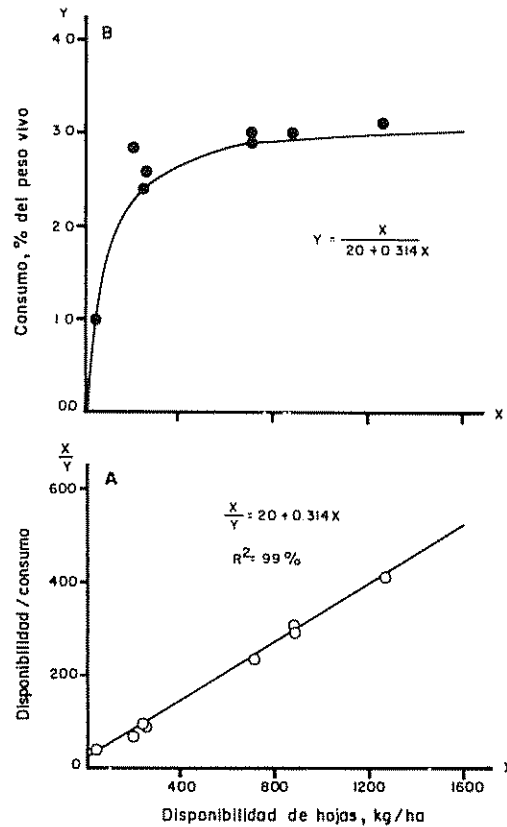 Y
B
4 0
3 0
2 0
1 0
0 0
Consumo, % del peso vivo
Y = X / 20 + 0.314 X
X
X/Y
A
600
400
200
0
Disponibilidad / consumo
X/Y = 20 + 0.314 X
R²= 99 %
400 800 1200 1600
X
Disponibilidad de hojas, kg/ha